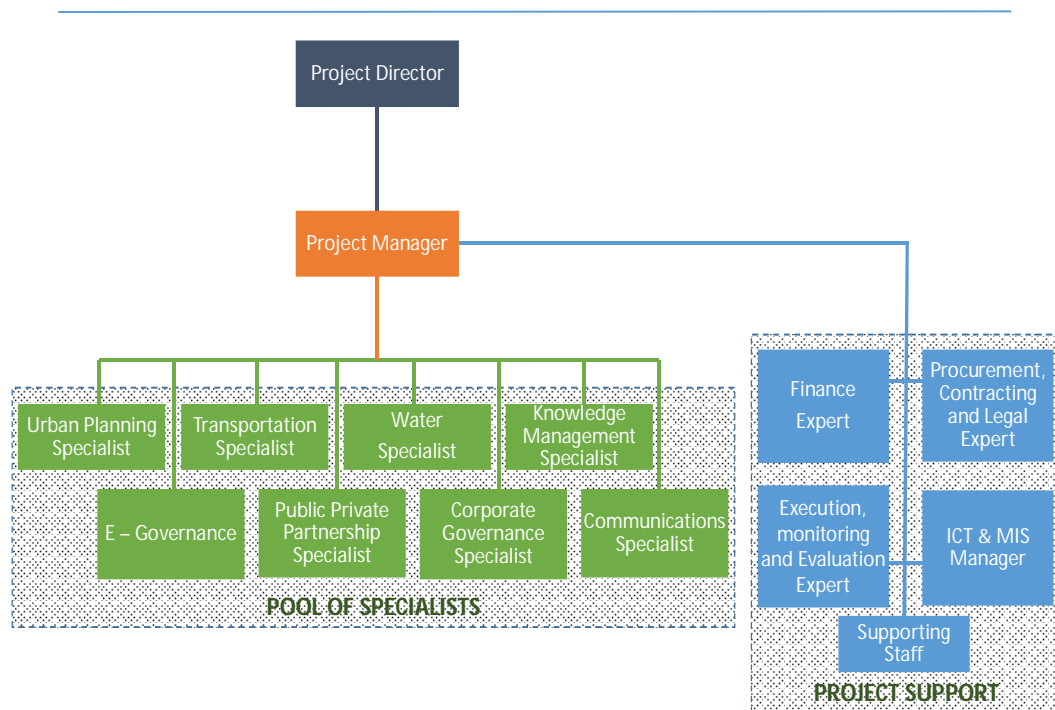 Project Director
Project Manager
Urban Planning
Specialist
Transportation
Specialist
Water
Specialist
Knowledge
Management
Specialist
E – Governance
Public Private
Partnership
Specialist
Corporate
Governance
Specialist
Communications
Specialist
POOL OF SPECIALISTS
Finance
Expert
Procurement,
Contracting
and Legal
Expert
Execution,
monitoring
and Evaluation
Expert
ICT & MIS
Manager
Supporting
Staff
PROJECT SUPPORT